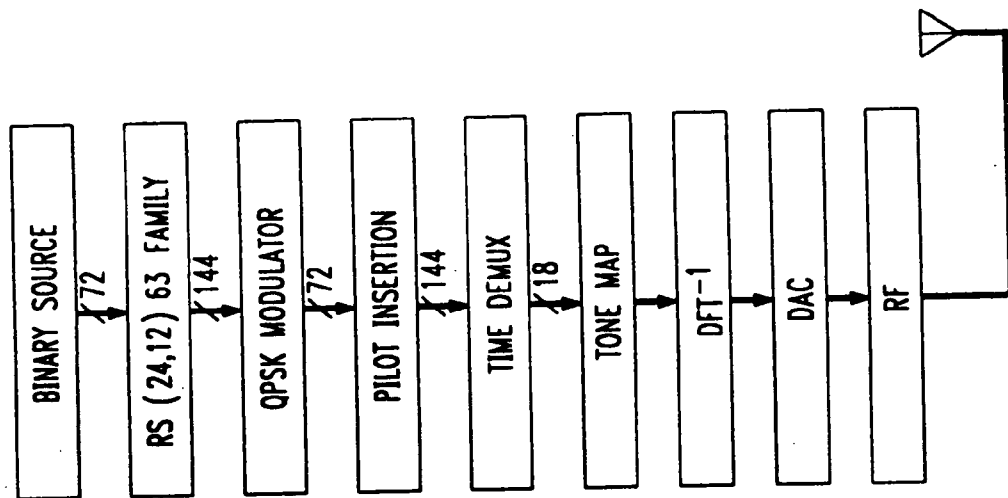 BINARY SOURCE
72
RS (24,12) 63 FAMILY
144
QPSK MODULATOR
72
PILOT INSERTION
144
TIME DEMUX
18
TONE MAP
DFT-1
DAC
RF